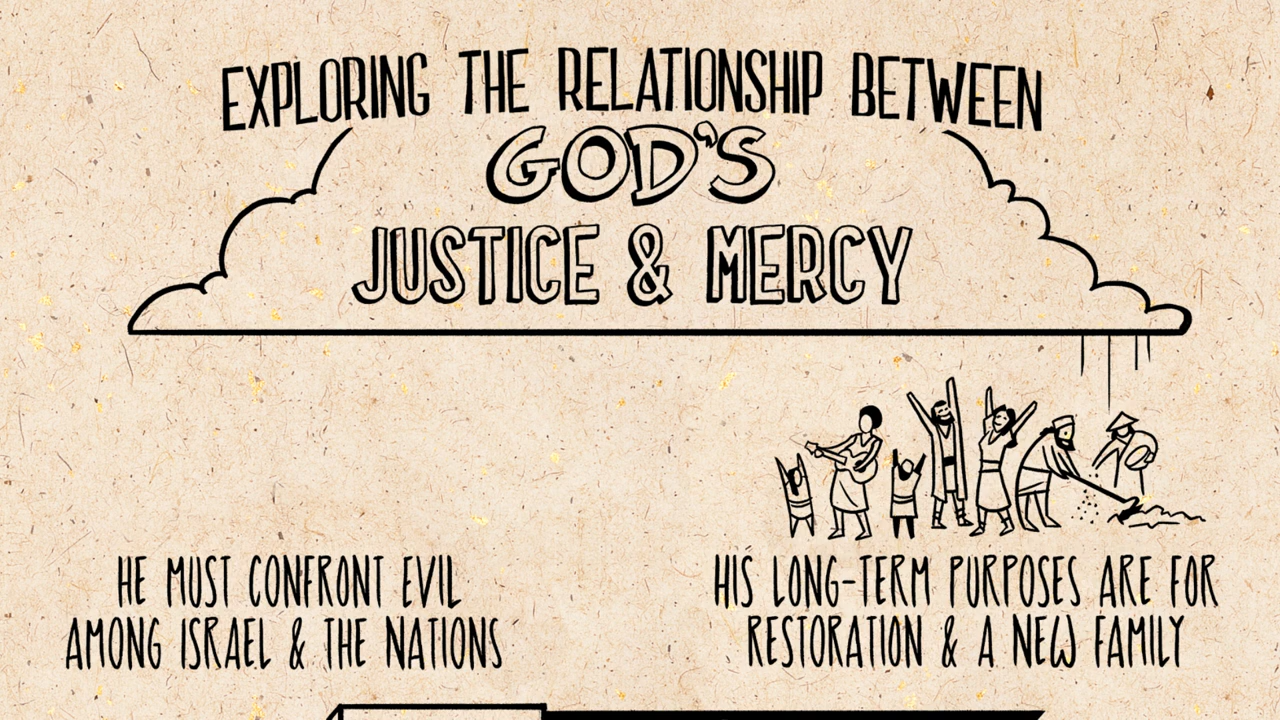 EXPLORING THE RELATIONSHIP BETWEEN
GOD'S
JUSTICE & MERCY
HE MUST CONFRONT EVIL
AMONG ISRAEL & THE NATIONS
HIS LONG-TERM PURPOSES ARE FOR
RESTORATION & A NEW FAMILY